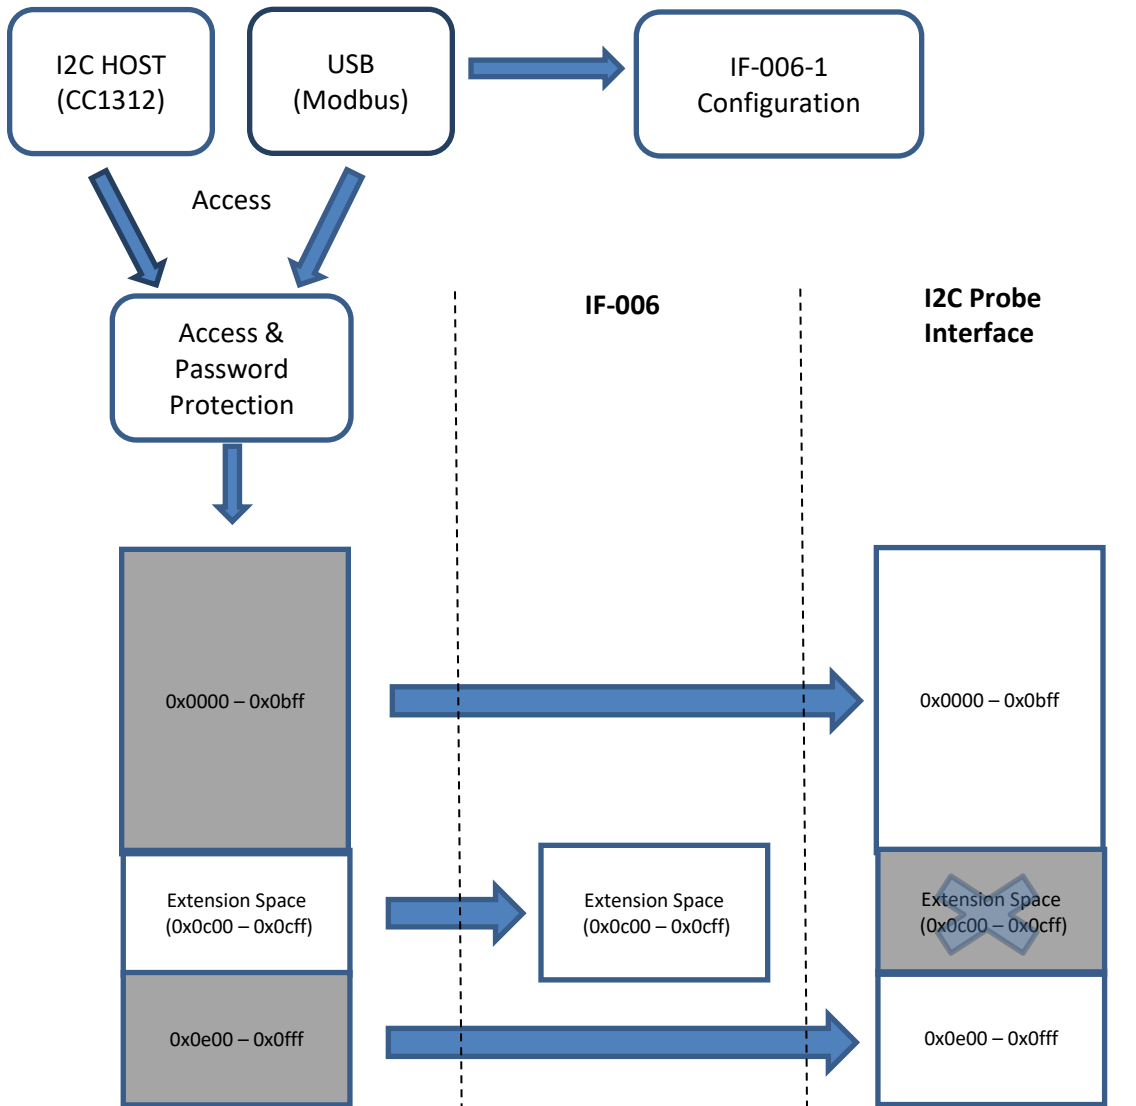 I2C HOST
(CC1312)
USB
(Modbus)
IF-006-1
Configuration
Access
Access &
Password
Protection
IF-006
I2C Probe
Interface
0x0000 – 0x0bff
0x0000 – 0x0bff
Extension Space
(0x0c00 – 0x0cff)
Extension Space
(0x0c00 – 0x0cff)
Extension Space
(0x0c00 – 0x0cff)
0x0e00 – 0x0fff
0x0e00 – 0x0fff